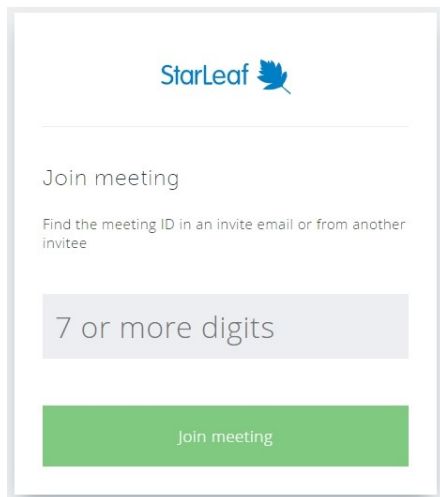 StarLeaf
Join meeting
Find the meeting ID in an invite email or from another
invitee
7 or more digits
Join meeting